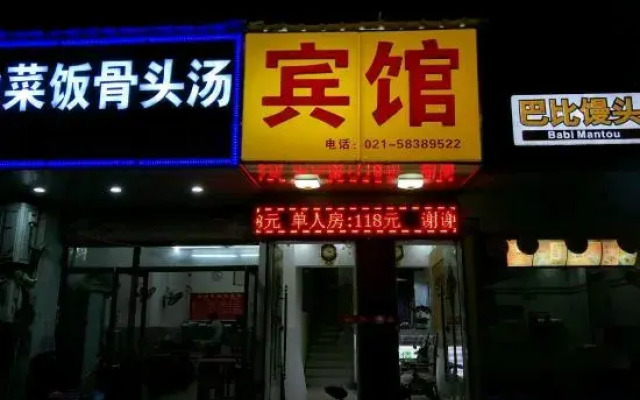 菜饭骨头汤
宾馆
电话：021-58389522
巴比馒头
Babi Mantou
8元 单人房:118元 谢谢